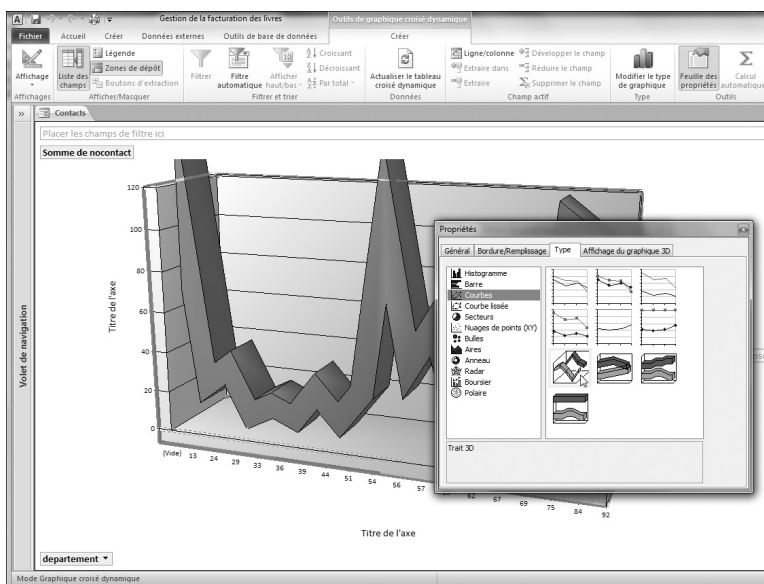 Gestion de la facturation des livres
Outils de graphique croisé dynamique
Fichier Accueil Créer Données externes Outils de base de données Créer
Affichage
Affichages
Liste des champs
Légende
Zones de dépôt
Boutons d'extraction
Afficher/Masquer
Filtrer
Filtre automatique
Afficher haut/bas
Croissant
Décroissant
Par total
Filtrer et trier
Actualiser le tableau croisé dynamique
Données
Ligne/colonne
Extraire dans
Extraire
Développer le champ
Réduire le champ
Supprimer le champ
Champ actif
Modifier le type de graphique
Type
Feuille des propriétés
Calcul automatique
Outils
»
Contacts
Placer les champs de filtre ici
Somme de nocontact
Volet de navigation
Titre de l'axe
120
100
80
60
40
20
0
(Vide) 13 24 29 33 36 39 44 51 54 56 57 58 62 67 69 75 84 92
Titre de l'axe
departement
Propriétés
Général Bordure/Remplissage Type Affichage du graphique 3D
Histogramme
Barre
Courbes
Courbe lissée
Secteurs
Nuages de points (XY)
Bulles
Aires
Anneau
Radar
Boursier
Polaire
Trait 3D
Mode Graphique croisé dynamique